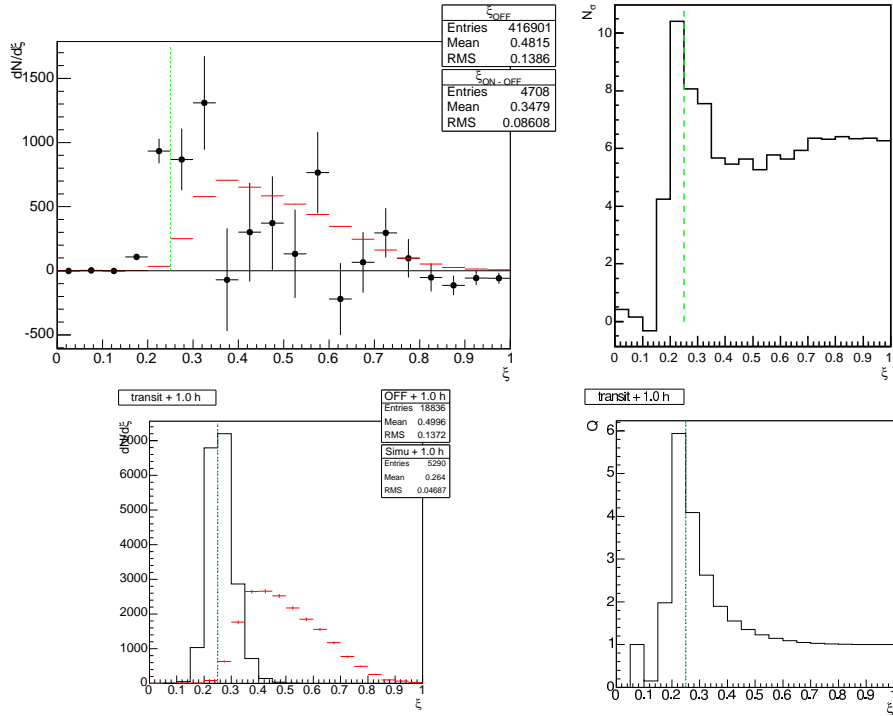 ξ_OFF
Entries 416901
Mean 0.4815
RMS 0.1386
ξ_ON - OFF
Entries 4708
Mean 0.3479
RMS 0.08608
dN/dξ
1500
1000
500
0
-500
0 0.1 0.2 0.3 0.4 0.5 0.6 0.7 0.8 0.9 1
ξ
N_σ
10
8
6
4
2
0
0 0.1 0.2 0.3 0.4 0.5 0.6 0.7 0.8 0.9 1
ξ
transit + 1.0 h
OFF + 1.0 h
Entries 18836
Mean 0.4996
RMS 0.1372
Simu + 1.0 h
Entries 5290
Mean 0.264
RMS 0.04687
dN/dξ
7000
6000
5000
4000
3000
2000
1000
0
0 0.1 0.2 0.3 0.4 0.5 0.6 0.7 0.8 0.9 1
ξ
transit + 1.0 h
Q
6
5
4
3
2
1
0
0 0.1 0.2 0.3 0.4 0.5 0.6 0.7 0.8 0.9 1
ξ